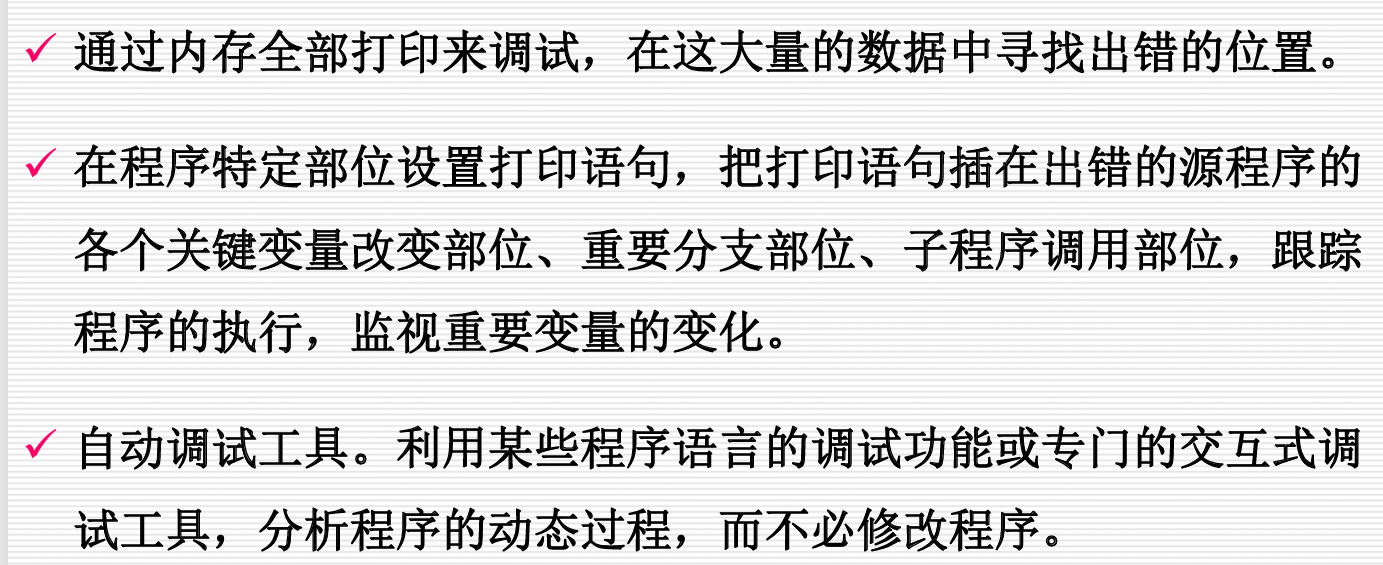 ✓ 通过内存全部打印来调试，在这大量的数据中寻找出错的位置。
✓ 在程序特定部位设置打印语句，把打印语句插在出错的源程序的
各个关键变量改变部位、重要分支部位、子程序调用部位，跟踪
程序的执行，监视重要变量的变化。
✓ 自动调试工具。利用某些程序语言的调试功能或专门的交互式调
试工具，分析程序的动态过程，而不必修改程序。